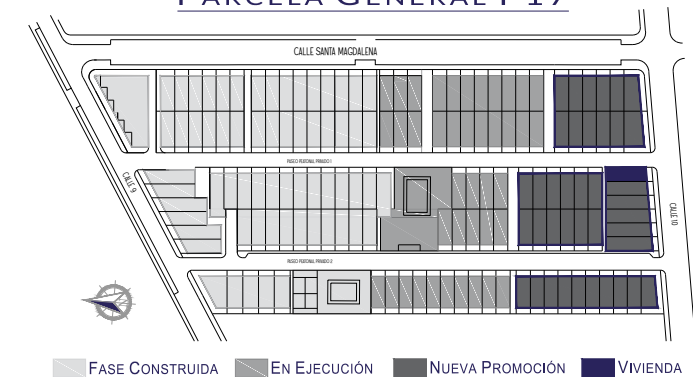 PARCELA GENERAL P 17
CALLE SANTA MAGDALENA
PASEO PEATONAL PRIVADO 1
CALLE 9
CALLE 10
PASEO PEATONAL PRIVADO 2
FASE CONSTRUIDA EN EJECUCIÓN NUEVA PROMOCIÓN VIVIENDA